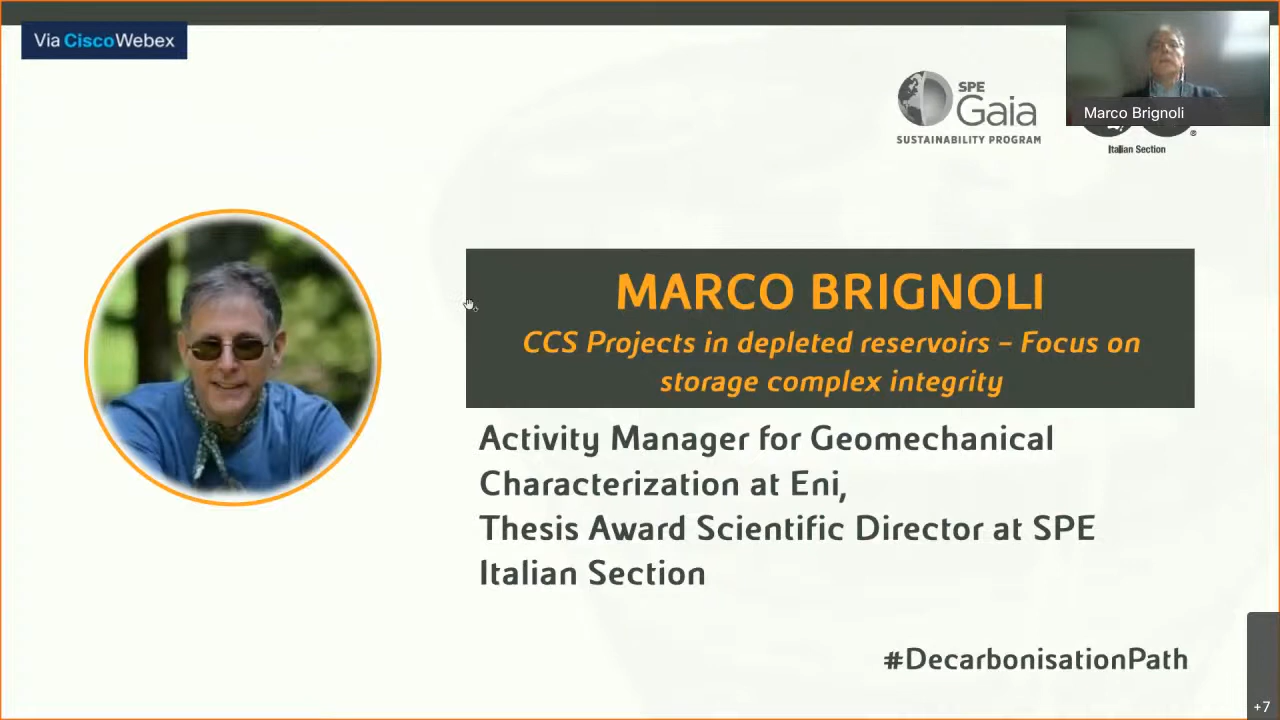 Via CiscoWebex
SPE
Gaia
SUSTAINABILITY PROGRAM
Marco Brignoli
®
Italian Section
MARCO BRIGNOLI
CCS Projects in depleted reservoirs – Focus on
storage complex integrity
Activity Manager for Geomechanical
Characterization at Eni,
Thesis Award Scientific Director at SPE
Italian Section
#DecarbonisationPath
+7